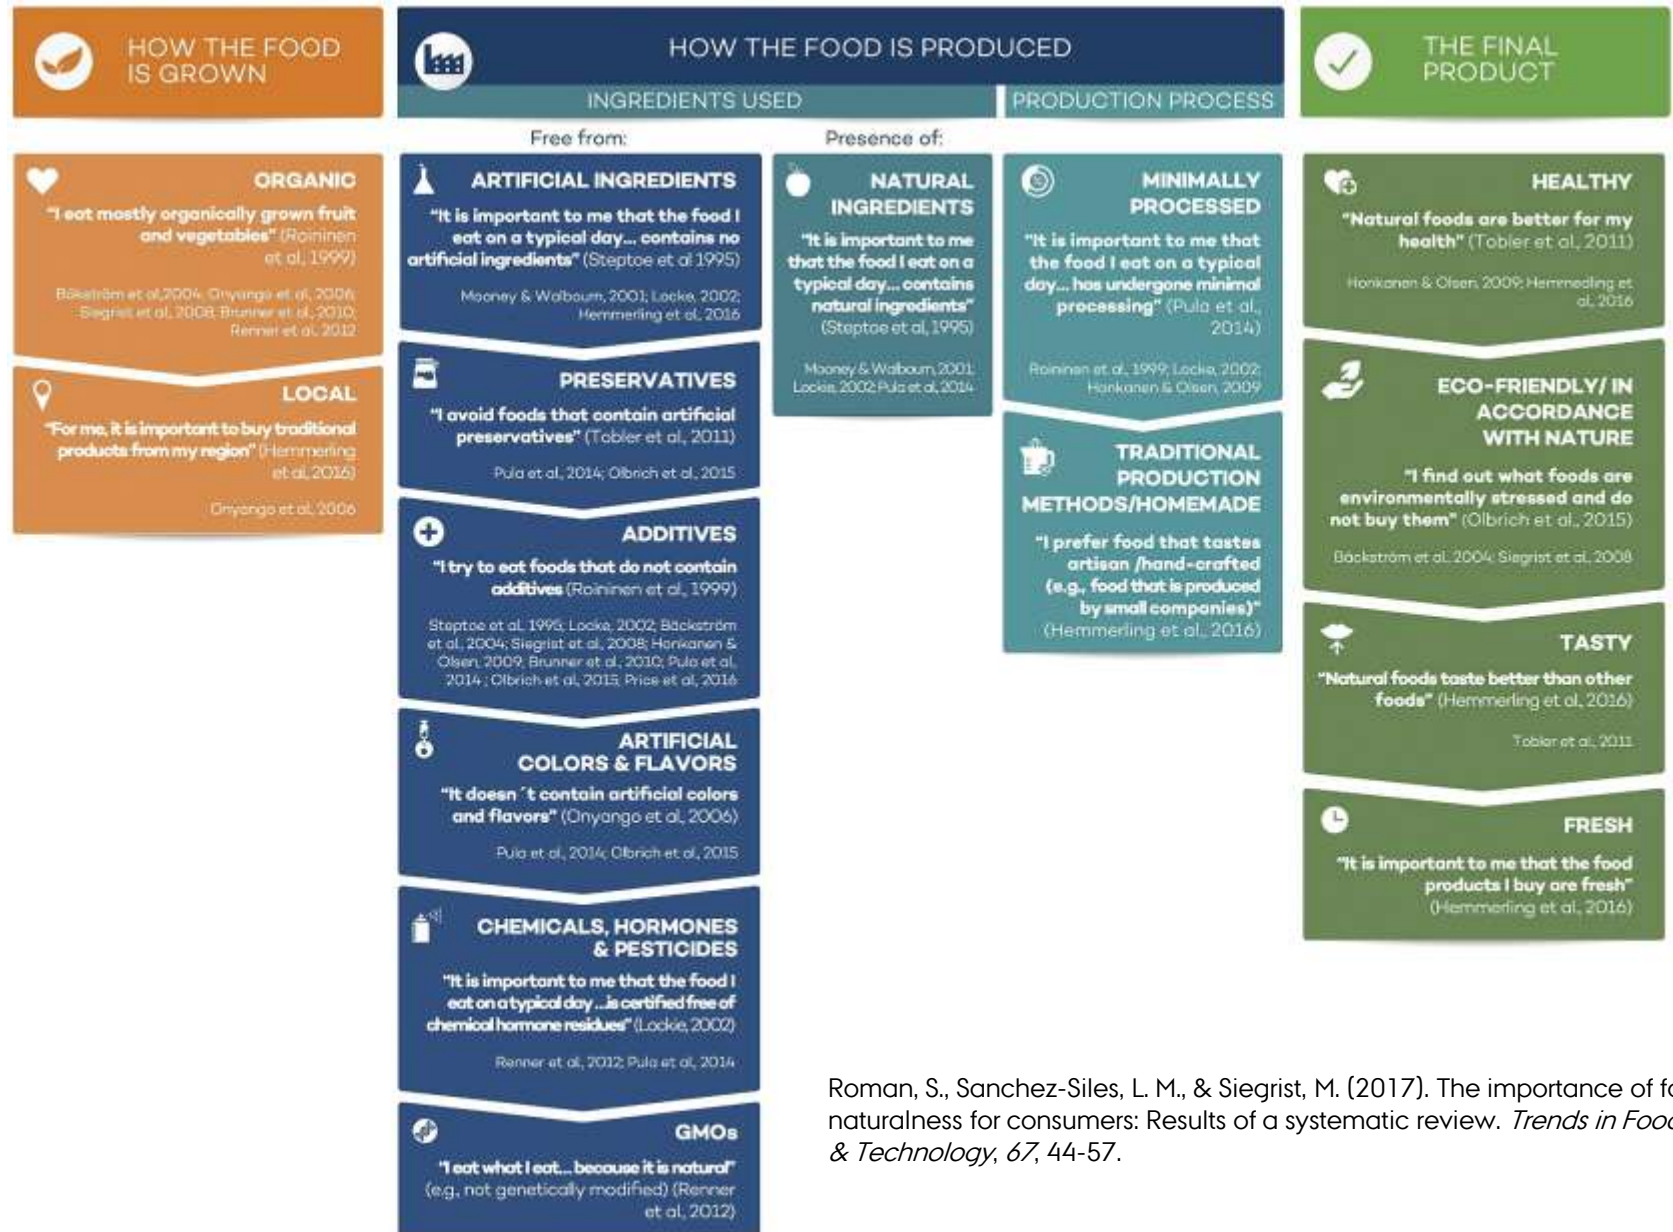 HOW THE FOOD
IS GROWN
ORGANIC
"I eat mostly organically grown fruit
and vegetables" (Roininen
et al, 1999)
Bäkström et al,2004; Onyango et al, 2006;
Siegrist et al, 2008; Brunner et al, 2010;
Renner et al, 2012
LOCAL
"For me, it is important to buy traditional
products from my region" (Hemmerling
et al, 2016)
Onyango et al, 2006
HOW THE FOOD IS PRODUCED
INGREDIENTS USED
Free from:
ARTIFICIAL INGREDIENTS
"It is important to me that the food I
eat on a typical day... contains no
artificial ingredients" (Steptoe et al 1995)
Mooney & Walbourn, 2001; Locke, 2002;
Hemmerling et al, 2016
PRESERVATIVES
"I avoid foods that contain artificial
preservatives" (Tobler et al, 2011)
Pula et al, 2014; Olbrich et al, 2015
ADDITIVES
"I try to eat foods that do not contain
additives (Roininen et al, 1999)
Steptoe et al, 1995; Locke, 2002; Bäckström
et al, 2004; Siegrist et al, 2008; Honkanen &
Olsen, 2009; Brunner et al, 2010; Pula et al,
2014 ; Olbrich et al, 2015; Price et al, 2016
ARTIFICIAL
COLORS & FLAVORS
"It doesn ´t contain artificial colors
and flavors" (Onyango et al, 2006)
Pula et al, 2014; Olbrich et al, 2015
CHEMICALS, HORMONES
& PESTICIDES
"It is important to me that the food I
eat on a typical day ...is certified free of
chemical hormone residues" (Lockie, 2002)
Renner et al, 2012; Pula et al, 2014
GMOs
"I eat what I eat... because it is natural"
(e.g., not genetically modified) (Renner
et al, 2012)
Presence of:
NATURAL
INGREDIENTS
"It is important to me
that the food I eat on a
typical day... contains
natural ingredients"
(Steptoe et al, 1995)
Mooney & Walbourn, 2001
Lockie, 2002; Pula et al, 2014
PRODUCTION PROCESS
MINIMALLY
PROCESSED
"It is important to me that
the food I eat on a typical
day... has undergone minimal
processing" (Pula et al.,
2014)
Roininen et al, 1999; Locke, 2002;
Honkanen & Olsen, 2009
TRADITIONAL
PRODUCTION
METHODS/HOMEMADE
"I prefer food that tastes
artisan /hand-crafted
(e.g., food that is produced
by small companies)"
(Hemmerling et al., 2016)
THE FINAL
PRODUCT
HEALTHY
"Natural foods are better for my
health" (Tobler et al, 2011)
Honkanen & Olsen, 2009; Hemmedling et
al, 2016
ECO-FRIENDLY/ IN
ACCORDANCE
WITH NATURE
"I find out what foods are
environmentally stressed and do
not buy them" (Olbrich et al., 2015)
Bäckström et al. 2004; Siegrist et al, 2008
TASTY
"Natural foods taste better than other
foods" (Hemmerling et al, 2016)
Tobler et al, 2011
FRESH
"It is important to me that the food
products I buy are fresh"
(Hemmerling et al, 2016)
Roman, S., Sanchez-Siles, L. M., & Siegrist, M. (2017). The importance of fo
naturalness for consumers: Results of a systematic review. Trends in Food
& Technology, 67, 44-57.